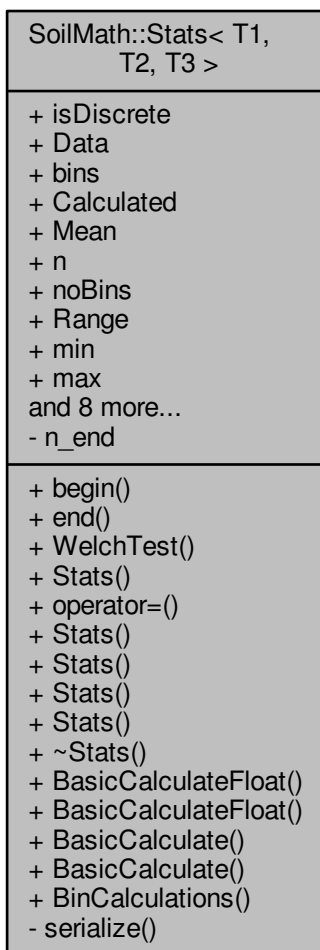 SoilMath::Stats< T1,
T2, T3 >
+ isDiscrete
+ Data
+ bins
+ Calculated
+ Mean
+ n
+ noBins
+ Range
+ min
+ max
and 8 more...
- n_end
+ begin()
+ end()
+ WelchTest()
+ Stats()
+ operator=()
+ Stats()
+ Stats()
+ Stats()
+ Stats()
+ ~Stats()
+ BasicCalculateFloat()
+ BasicCalculateFloat()
+ BasicCalculate()
+ BasicCalculate()
+ BinCalculations()
- serialize()